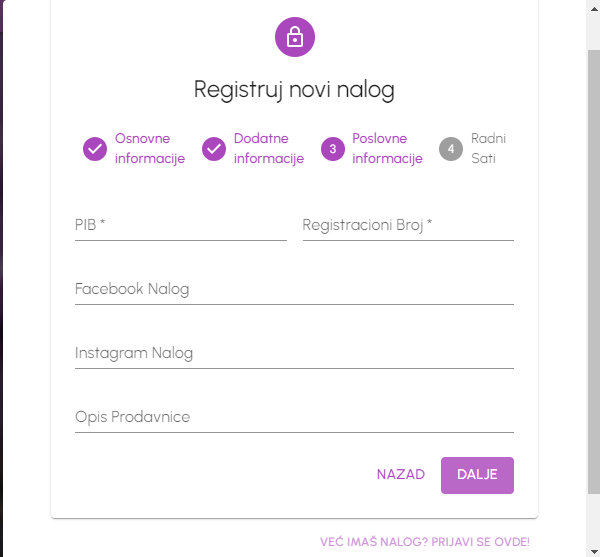 Registruj novi nalog
Osnovne
informacije
Dodatne
informacije
3
Poslovne
informacije
4
Radni
Sati
PIB *
Registracioni Broj *
Facebook Nalog
Instagram Nalog
Opis Prodavnice
NAZAD
DALJE
VEĆ IMAŠ NALOG? PRIJAVI SE OVDE!